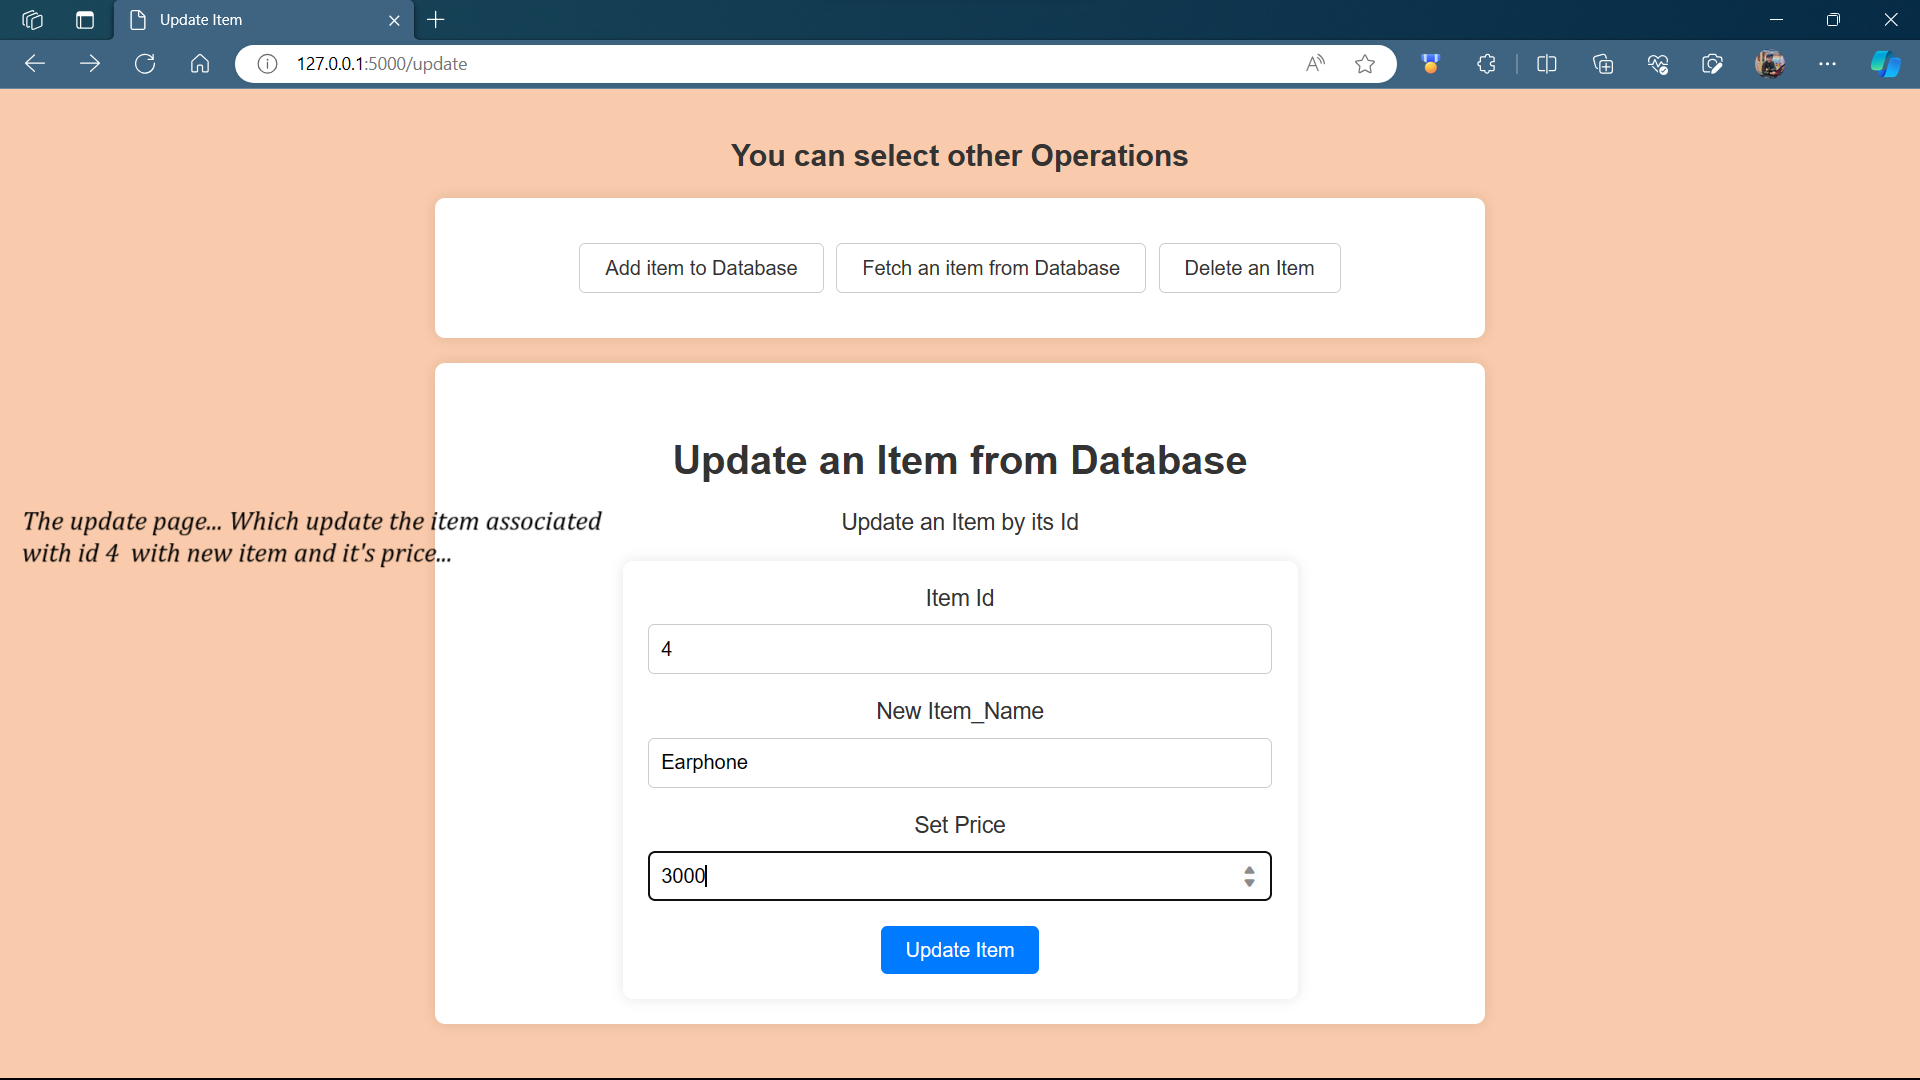 Update Item
127.0.0.1:5000/update
You can select other Operations
Add item to Database
Fetch an item from Database
Delete an Item
Update an Item from Database
The update page... Which update the item associated
with id 4  with new item and it's price...
Update an Item by its Id
Item Id
4
New Item_Name
Earphone
Set Price
3000
Update Item